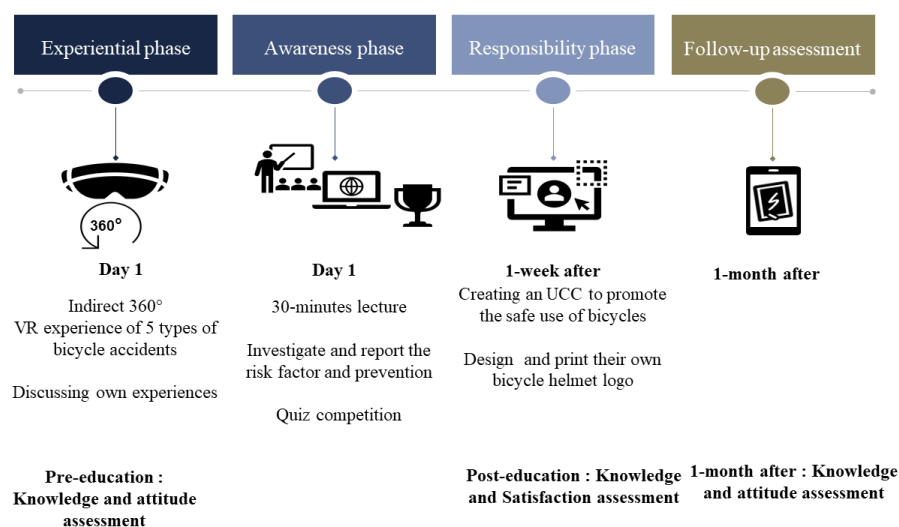 Experiential phase
Awareness phase
Responsibility phase
Follow-up assessment
360°
Day 1
Indirect 360°
VR experience of 5 types of
bicycle accidents
Discussing own experiences
Day 1
30-minutes lecture
Investigate and report the
risk factor and prevention
Quiz competition
1-week after
Creating an UCC to promote
the safe use of bicycles
Design and print their own
bicycle helmet logo
1-month after
Pre-education :
Knowledge and attitude
assessment
Post-education : Knowledge
and Satisfaction assessment
1-month after : Knowledge
and attitude assessment